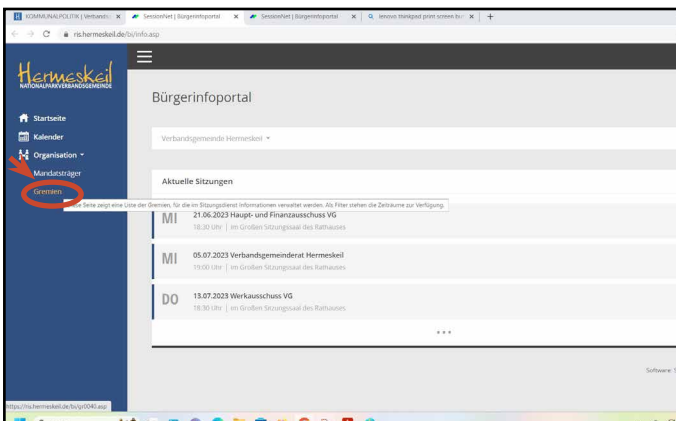 KOMMUNALPOLITIK | Verbands
SessionNet | Bürgerinfoportal
SessionNet | Bürgerinfoportal
lenovo thinkpad print screen
ris.hermeskeil.de/bi/info.asp
Hermeskeil
NATIONALPARKVERBANDSGEMEINDE
Startseite
Kalender
Organisation
Mandatsträger
Gremien
Bürgerinfoportal
Verbandsgemeinde Hermeskeil
Aktuelle Sitzungen
Seite zeigt eine Liste der Gremien, für die im Sitzungsdienst Informationen verwaltet werden. Als Filter stehen die Zeiträume zur Verfügung.
MI
21.06.2023 Haupt- und Finanzausschuss VG
18:30 Uhr | im Großen Sitzungssaal des Rathauses
MI
05.07.2023 Verbandsgemeinderat Hermeskeil
19:00 Uhr | im Großen Sitzungssaal des Rathauses
DO
13.07.2023 Werkausschuss VG
18:30 Uhr | im Großen Sitzungssaal des Rathauses
Software:
https://ris.hermeskeil.de/bi/gr0040.asp